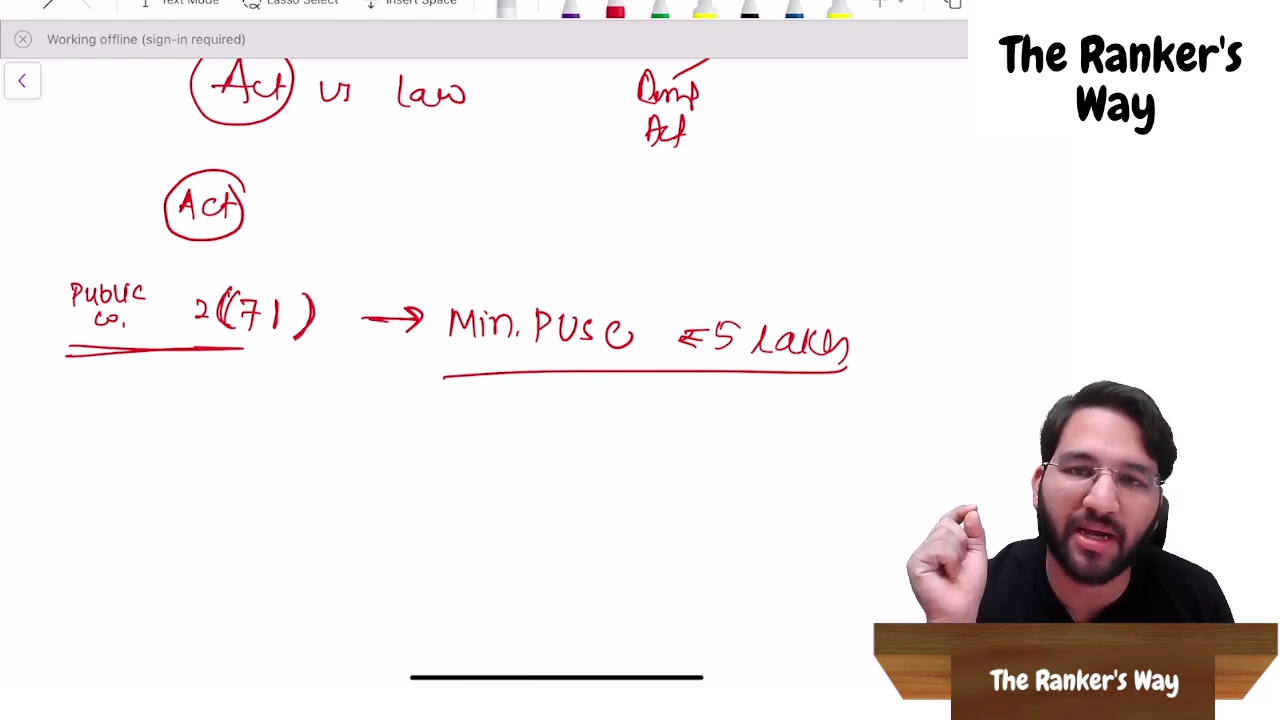 Text Mode
Lasso Select
Insert Space
Working offline (sign-in required)
The Ranker's
Way
Act vs law
Act
Act
Public
co.
2(71) → Min. PUSC 5 lakhs
The Ranker's Way